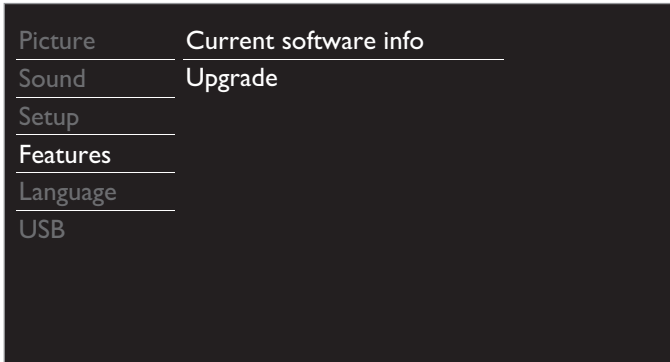 Picture
Sound
Setup
Features
Language
USB
Current software info
Upgrade